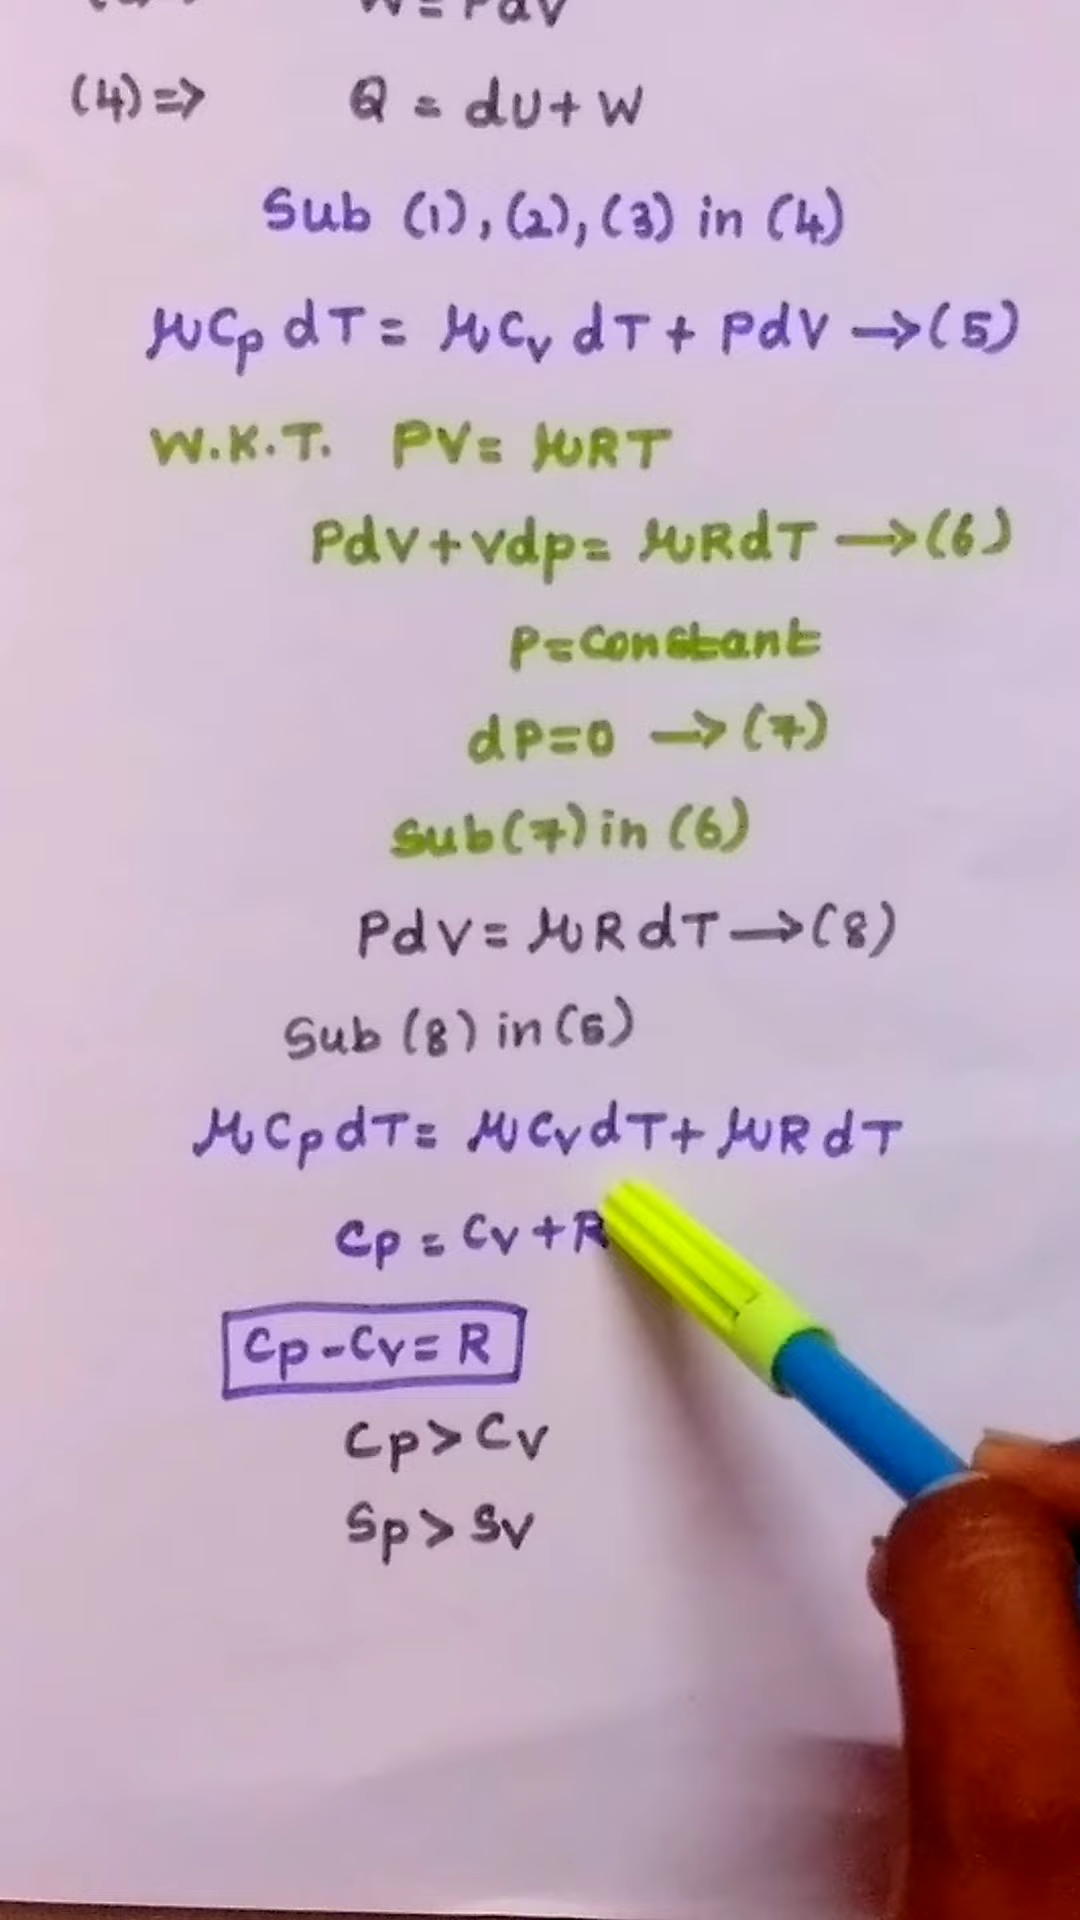 W = PdV
(4) => Q = dU + W
Sub (1), (2), (3) in (4)
μCp dT = μCv dT + PdV → (5)
W.K.T. PV = μRT
PdV + Vdp = μRdT → (6)
P = Constant
dP = 0 → (7)
Sub (7) in (6)
PdV = μRdT → (8)
Sub (8) in (5)
μCpdT = μCvdT + μRdT
Cp = Cv + R
Cp - Cv = R
Cp > Cv
Sp > Sv